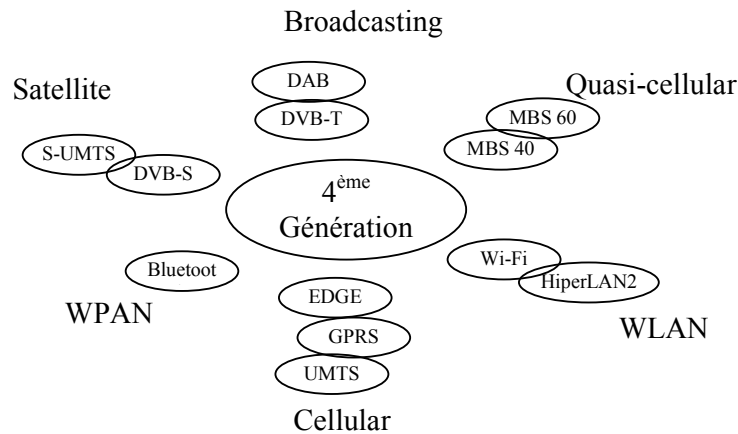 Broadcasting
Satellite
DAB
Quasi-cellular
DVB-T
MBS 60
MBS 40
S-UMTS
DVB-S
4ème
Génération
Wi-Fi
Bluetoot
HiperLAN2
WPAN
EDGE
WLAN
GPRS
UMTS
Cellular